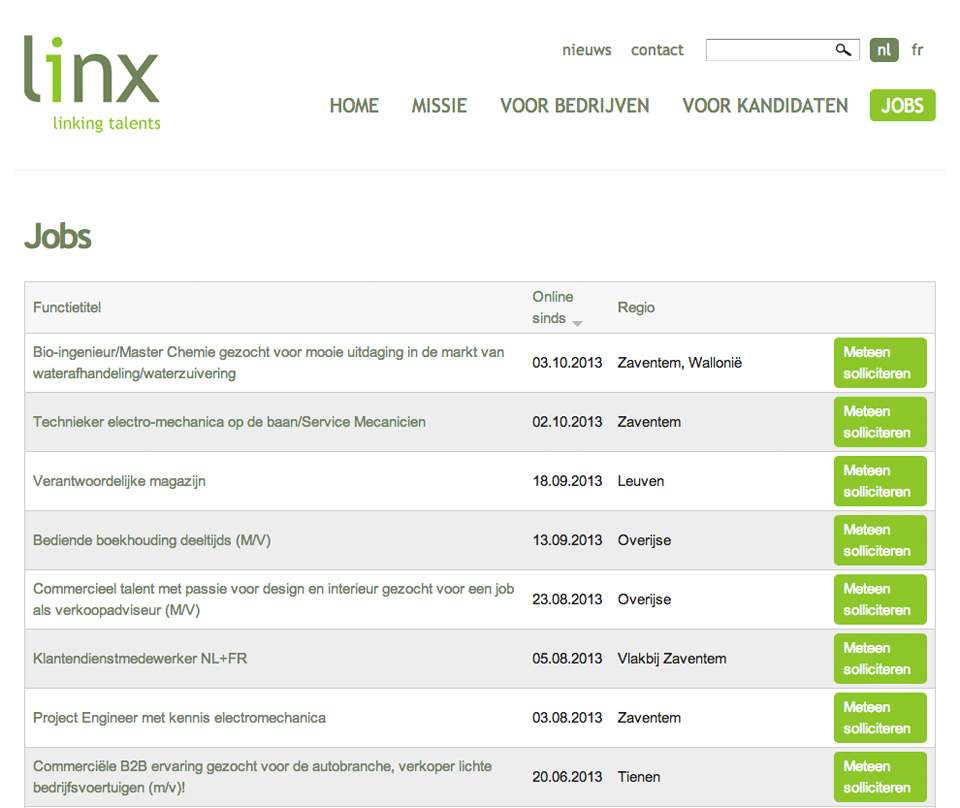 linx
linking talents
nieuws contact nl fr
HOME MISSIE VOOR BEDRIJVEN VOOR KANDIDATEN JOBS
Jobs
Functietitel
Online
sinds
Regio
Bio-ingenieur/Master Chemie gezocht voor mooie uitdaging in de markt van
waterafhandeling/waterzuivering
03.10.2013 Zaventem, Wallonië
Meteen
solliciteren
Technieker electro-mechanica op de baan/Service Mecanicien
02.10.2013 Zaventem
Meteen
solliciteren
Verantwoordelijke magazijn
18.09.2013 Leuven
Meteen
solliciteren
Bediende boekhouding deeltijds (M/V)
13.09.2013 Overijse
Meteen
solliciteren
Commercieel talent met passie voor design en interieur gezocht voor een job
als verkoopadviseur (M/V)
23.08.2013 Overijse
Meteen
solliciteren
Klantendienstmedewerker NL+FR
05.08.2013 Vlakbij Zaventem
Meteen
solliciteren
Project Engineer met kennis electromechanica
03.08.2013 Zaventem
Meteen
solliciteren
Commerciële B2B ervaring gezocht voor de autobranche, verkoper lichte
bedrijfsvoertuigen (m/v)!
20.06.2013 Tienen
Meteen
solliciteren